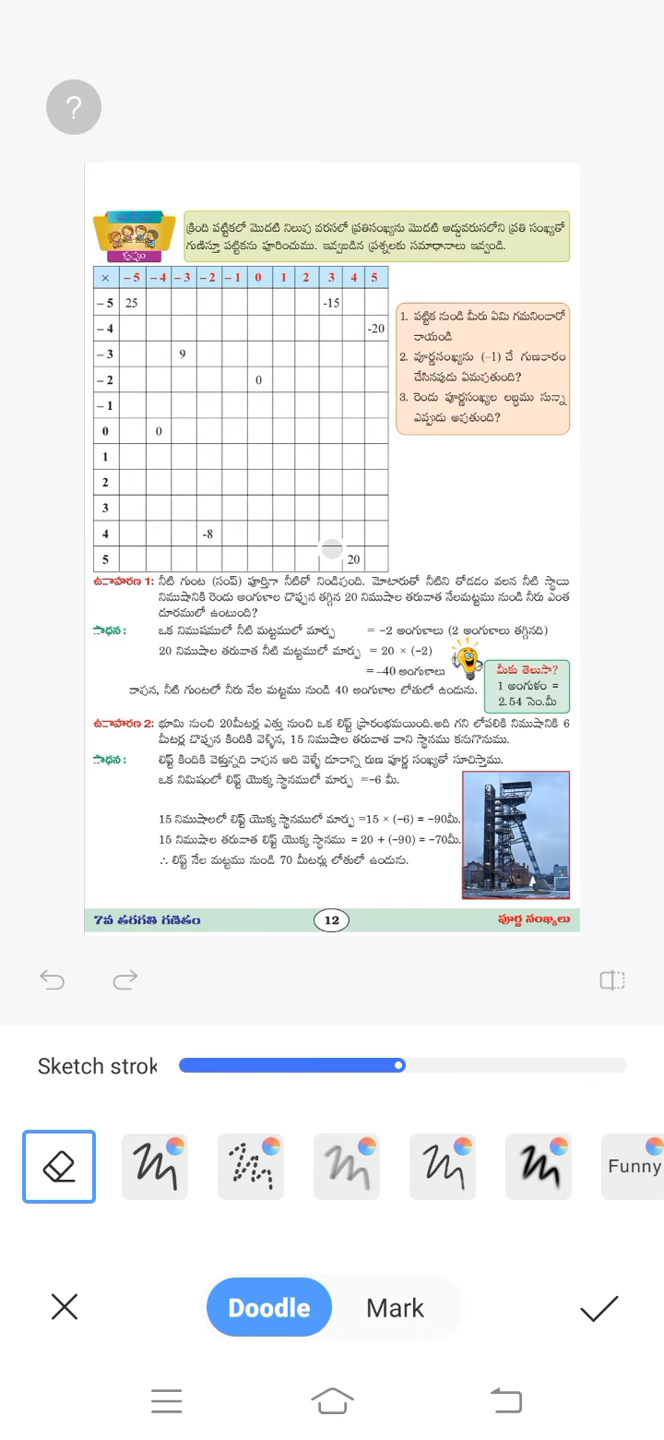 ?
క్రింది పట్టికలో మొదటి నిలువ వరసలో ప్రతిసంఖ్యను మొదటి అడ్డువరుసలోని ప్రతి సంఖ్యతో
గుణిస్తూ పట్టికను పూరించుము. ఇవ్వబడిన ప్రశ్నలకు సమాధానాలు ఇవ్వండి.
కృత్యం
× −5 −4 −3 −2 −1 0 1 2 3 4 5
−5 25 -15
−4 -20
−3 9
−2 0
−1
0 0
1
2
3
4 -8
5 20
1. పట్టిక నుండి మీరు ఏమి గమనించారో
రాయండి
2. పూర్ణసంఖ్యను (−1) చే గుణకారం
చేసినపుడు ఏమవుతుంది?
3. రెండు పూర్ణసంఖ్యల లబ్ధము సున్నా
ఎప్పుడు అవుతుంది?
ఉదాహరణ 1: నీటి గుంట (సంప్) పూర్తిగా నీటితో నిండివుంది. మోటారుతో నీటిని తోడడం వలన నీటి స్థాయి
నిముషానికి రెండు అంగుళాల చొప్పున తగ్గిన 20 నిముషాల తరువాత నేలమట్టము నుండి నీరు ఎంత
దూరములో ఉంటుంది?
సాధన : ఒక నిముషములో నీటి మట్టములో మార్పు = −2 అంగుళాలు (2 అంగుళాలు తగ్గినది)
20 నిముషాల తరువాత నీటి మట్టములో మార్పు = 20 × (−2)
= −40 అంగుళాలు
కావున, నీటి గుంటలో నీరు నేల మట్టము నుండి 40 అంగుళాల లోతులో ఉండును.
మీకు తెలుసా?
1 అంగుళం =
2.54 సెం.మీ
ఉదాహరణ 2: భూమి నుంచి 20మీటర్ల ఎత్తు నుంచి ఒక లిఫ్ట్ ప్రారంభమయింది.అది గని లోపలికి నిముషానికి 6
మీటర్ల చొప్పున కిందికి వెళ్ళిన, 15 నిముషాల తరువాత దాని స్థానము కనుగొనుము.
సాధన : లిఫ్ట్ కిందికి వెళ్తున్నది కావున అది వెళ్ళే దూరాన్ని రుణ పూర్ణ సంఖ్యతో సూచిస్తాము.
ఒక నిమిషంలో లిఫ్ట్ యొక్క స్థానములో మార్పు =−6 మీ.
15 నిముషాలలో లిఫ్ట్ యొక్క స్థానములో మార్పు =15 × (−6) = −90మీ.
15 నిముషాల తరువాత లిఫ్ట్ యొక్క స్థానము = 20 + (−90) = −70మీ.
∴ లిఫ్ట్ నేల మట్టము నుండి 70 మీటర్లు లోతులో ఉండును.
7వ తరగతి గణితం 12 పూర్ణ సంఖ్యలు
Sketch strok
Funny
Doodle Mark